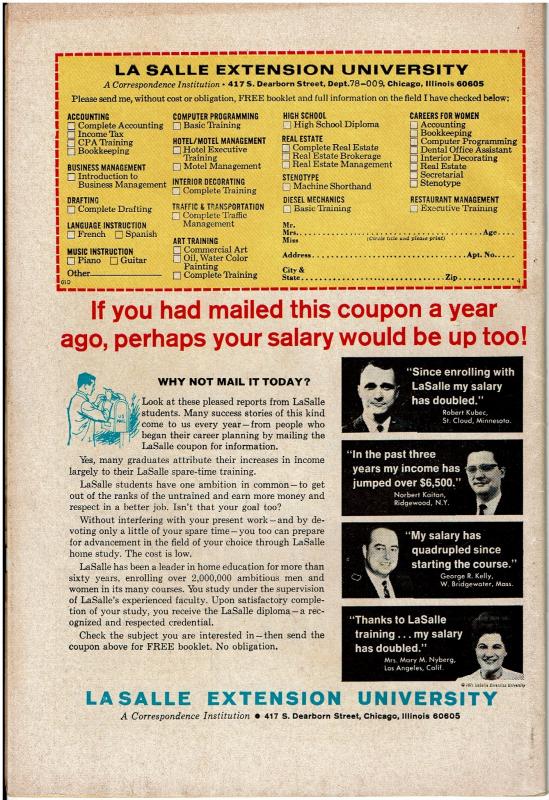 LA SALLE EXTENSION UNIVERSITY
A Correspondence Institution • 417 S. Dearborn Street, Dept. 78-009, Chicago, Illinois 60605
Please send me, without cost or obligation, FREE booklet and full information on the field I have checked below:
ACCOUNTING
Complete Accounting
Income Tax
CPA Training
Bookkeeping
BUSINESS MANAGEMENT
Introduction to
Business Management
DRAFTING
Complete Drafting
LANGUAGE INSTRUCTION
French Spanish
MUSIC INSTRUCTION
Piano Guitar
Other
010
COMPUTER PROGRAMMING
Basic Training
HOTEL/MOTEL MANAGEMENT
Hotel Executive
Training
Motel Management
INTERIOR DECORATING
Complete Training
TRAFFIC & TRANSPORTATION
Complete Traffic
Management
ART TRAINING
Commercial Art
Oil, Water Color
Painting
Complete Training
HIGH SCHOOL
High School Diploma
REAL ESTATE
Complete Real Estate
Real Estate Brokerage
Real Estate Management
STENOTYPE
Machine Shorthand
DIESEL MECHANICS
Basic Training
CAREERS FOR WOMEN
Accounting
Bookkeeping
Computer Programming
Dental Office Assistant
Interior Decorating
Real Estate
Secretarial
Stenotype
RESTAURANT MANAGEMENT
Executive Training
Mr.
Mrs. Age
Miss (Circle title and please print)
Address Apt. No.
City &
State Zip
If you had mailed this coupon a year
ago, perhaps your salary would be up too!
U S
MAIL
WHY NOT MAIL IT TODAY?
Look at these pleased reports from LaSalle
students. Many success stories of this kind
come to us every year—from people who
began their career planning by mailing the
LaSalle coupon for information.
Yes, many graduates attribute their increases in income
largely to their LaSalle spare-time training.
LaSalle students have one ambition in common—to get
out of the ranks of the untrained and earn more money and
respect in a better job. Isn't that your goal too?
Without interfering with your present work—and by de-
voting only a little of your spare time—you too can prepare
for advancement in the field of your choice through LaSalle
home study. The cost is low.
LaSalle has been a leader in home education for more than
sixty years, enrolling over 2,000,000 ambitious men and
women in its many courses. You study under the supervision
of LaSalle's experienced faculty. Upon satisfactory comple-
tion of your study, you receive the LaSalle diploma—a rec-
ognized and respected credential.
Check the subject you are interested in—then send the
coupon above for FREE booklet. No obligation.
"Since enrolling with
LaSalle my salary
has doubled."
Robert Kubec,
St. Cloud, Minnesota.
"In the past three
years my income has
jumped over $6,500."
Norbert Kaitan,
Ridgewood, N.Y.
"My salary has
quadrupled since
starting the course."
George R. Kelly,
W. Bridgewater, Mass.
"Thanks to LaSalle
training . . . my salary
has doubled."
Mrs. Mary M. Nyberg,
Los Angeles, Calif.
© 1971 LaSalle Extension University
LA SALLE EXTENSION UNIVERSITY
A Correspondence Institution • 417 S. Dearborn Street, Chicago, Illinois 60605